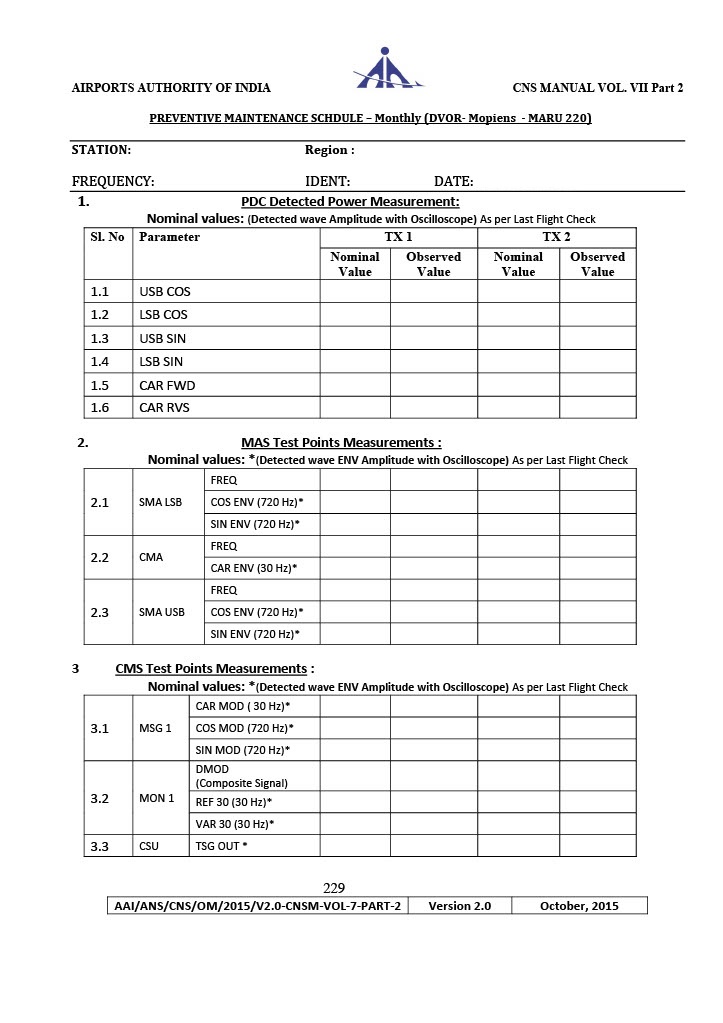 AIRPORTS AUTHORITY OF INDIA CNS MANUAL VOL. VII Part 2
PREVENTIVE MAINTENANCE SCHDULE – Monthly (DVOR- Mopiens - MARU 220)
STATION: Region :
FREQUENCY: IDENT: DATE:
1. PDC Detected Power Measurement:
Nominal values: (Detected wave Amplitude with Oscilloscope) As per Last Flight Check
Sl. No Parameter TX 1 TX 2
Nominal Value Observed Value Nominal Value Observed Value
1.1 USB COS
1.2 LSB COS
1.3 USB SIN
1.4 LSB SIN
1.5 CAR FWD
1.6 CAR RVS
2. MAS Test Points Measurements :
Nominal values: *(Detected wave ENV Amplitude with Oscilloscope) As per Last Flight Check
2.1 SMA LSB FREQ
COS ENV (720 Hz)*
SIN ENV (720 Hz)*
2.2 CMA FREQ
CAR ENV (30 Hz)*
2.3 SMA USB FREQ
COS ENV (720 Hz)*
SIN ENV (720 Hz)*
3 CMS Test Points Measurements :
Nominal values: *(Detected wave ENV Amplitude with Oscilloscope) As per Last Flight Check
3.1 MSG 1 CAR MOD ( 30 Hz)*
COS MOD (720 Hz)*
SIN MOD (720 Hz)*
3.2 MON 1 DMOD
(Composite Signal)
REF 30 (30 Hz)*
VAR 30 (30 Hz)*
3.3 CSU TSG OUT *
229
AAI/ANS/CNS/OM/2015/V2.0-CNSM-VOL-7-PART-2 Version 2.0 October, 2015